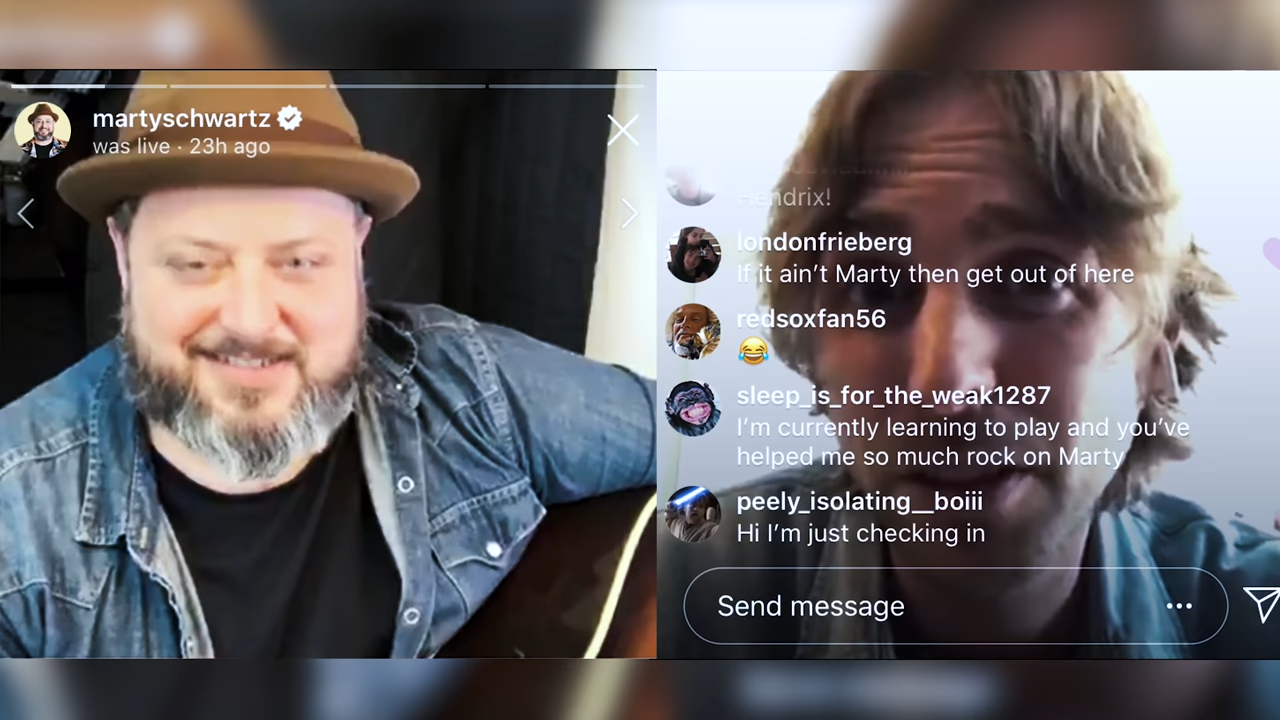 martyschwartz
was live · 23h ago
Hendrix!
londonfrieberg
If it ain't Marty then get out of here
redsoxfan56
😂
sleep_is_for_the_weak1287
I'm currently learning to play and you've
helped me so much rock on Marty
peely_isolating__boiii
Hi I'm just checking in
Send message